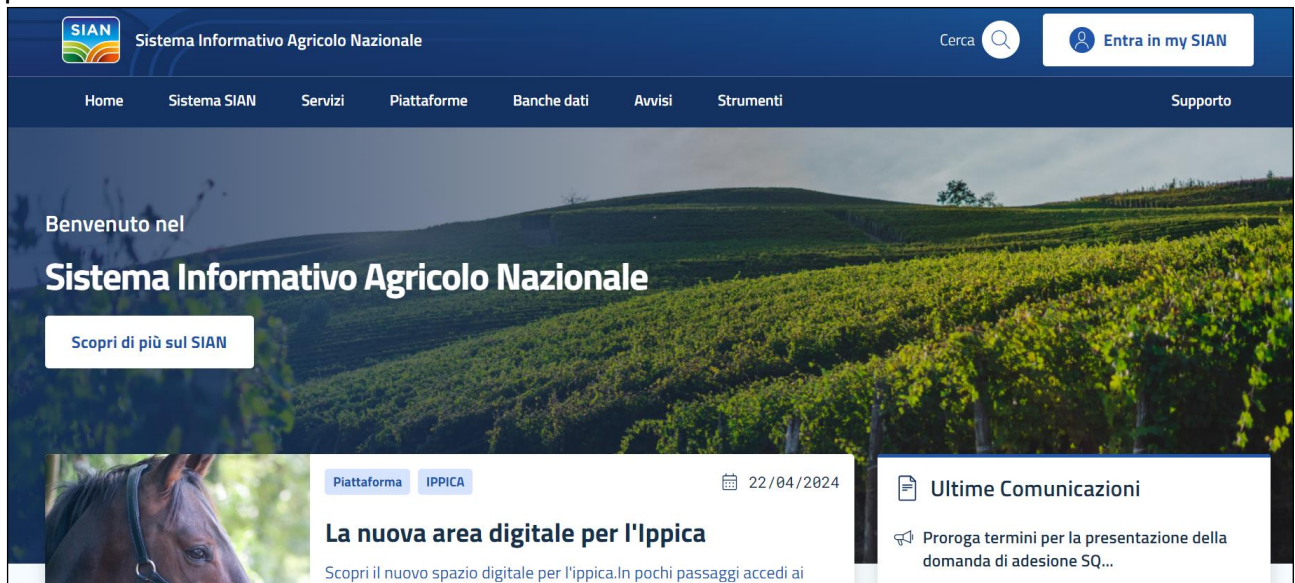 SIAN
Sistema Informativo Agricolo Nazionale
Cerca
Entra in my SIAN
Home
Sistema SIAN
Servizi
Piattaforme
Banche dati
Avvisi
Strumenti
Supporto
Benvenuto nel
Sistema Informativo Agricolo Nazionale
Scopri di più sul SIAN
Piattaforma
IPPICA
22/04/2024
La nuova area digitale per l'Ippica
Scopri il nuovo spazio digitale per l'ippica.In pochi passaggi accedi ai
Ultime Comunicazioni
Proroga termini per la presentazione della
domanda di adesione SQ...